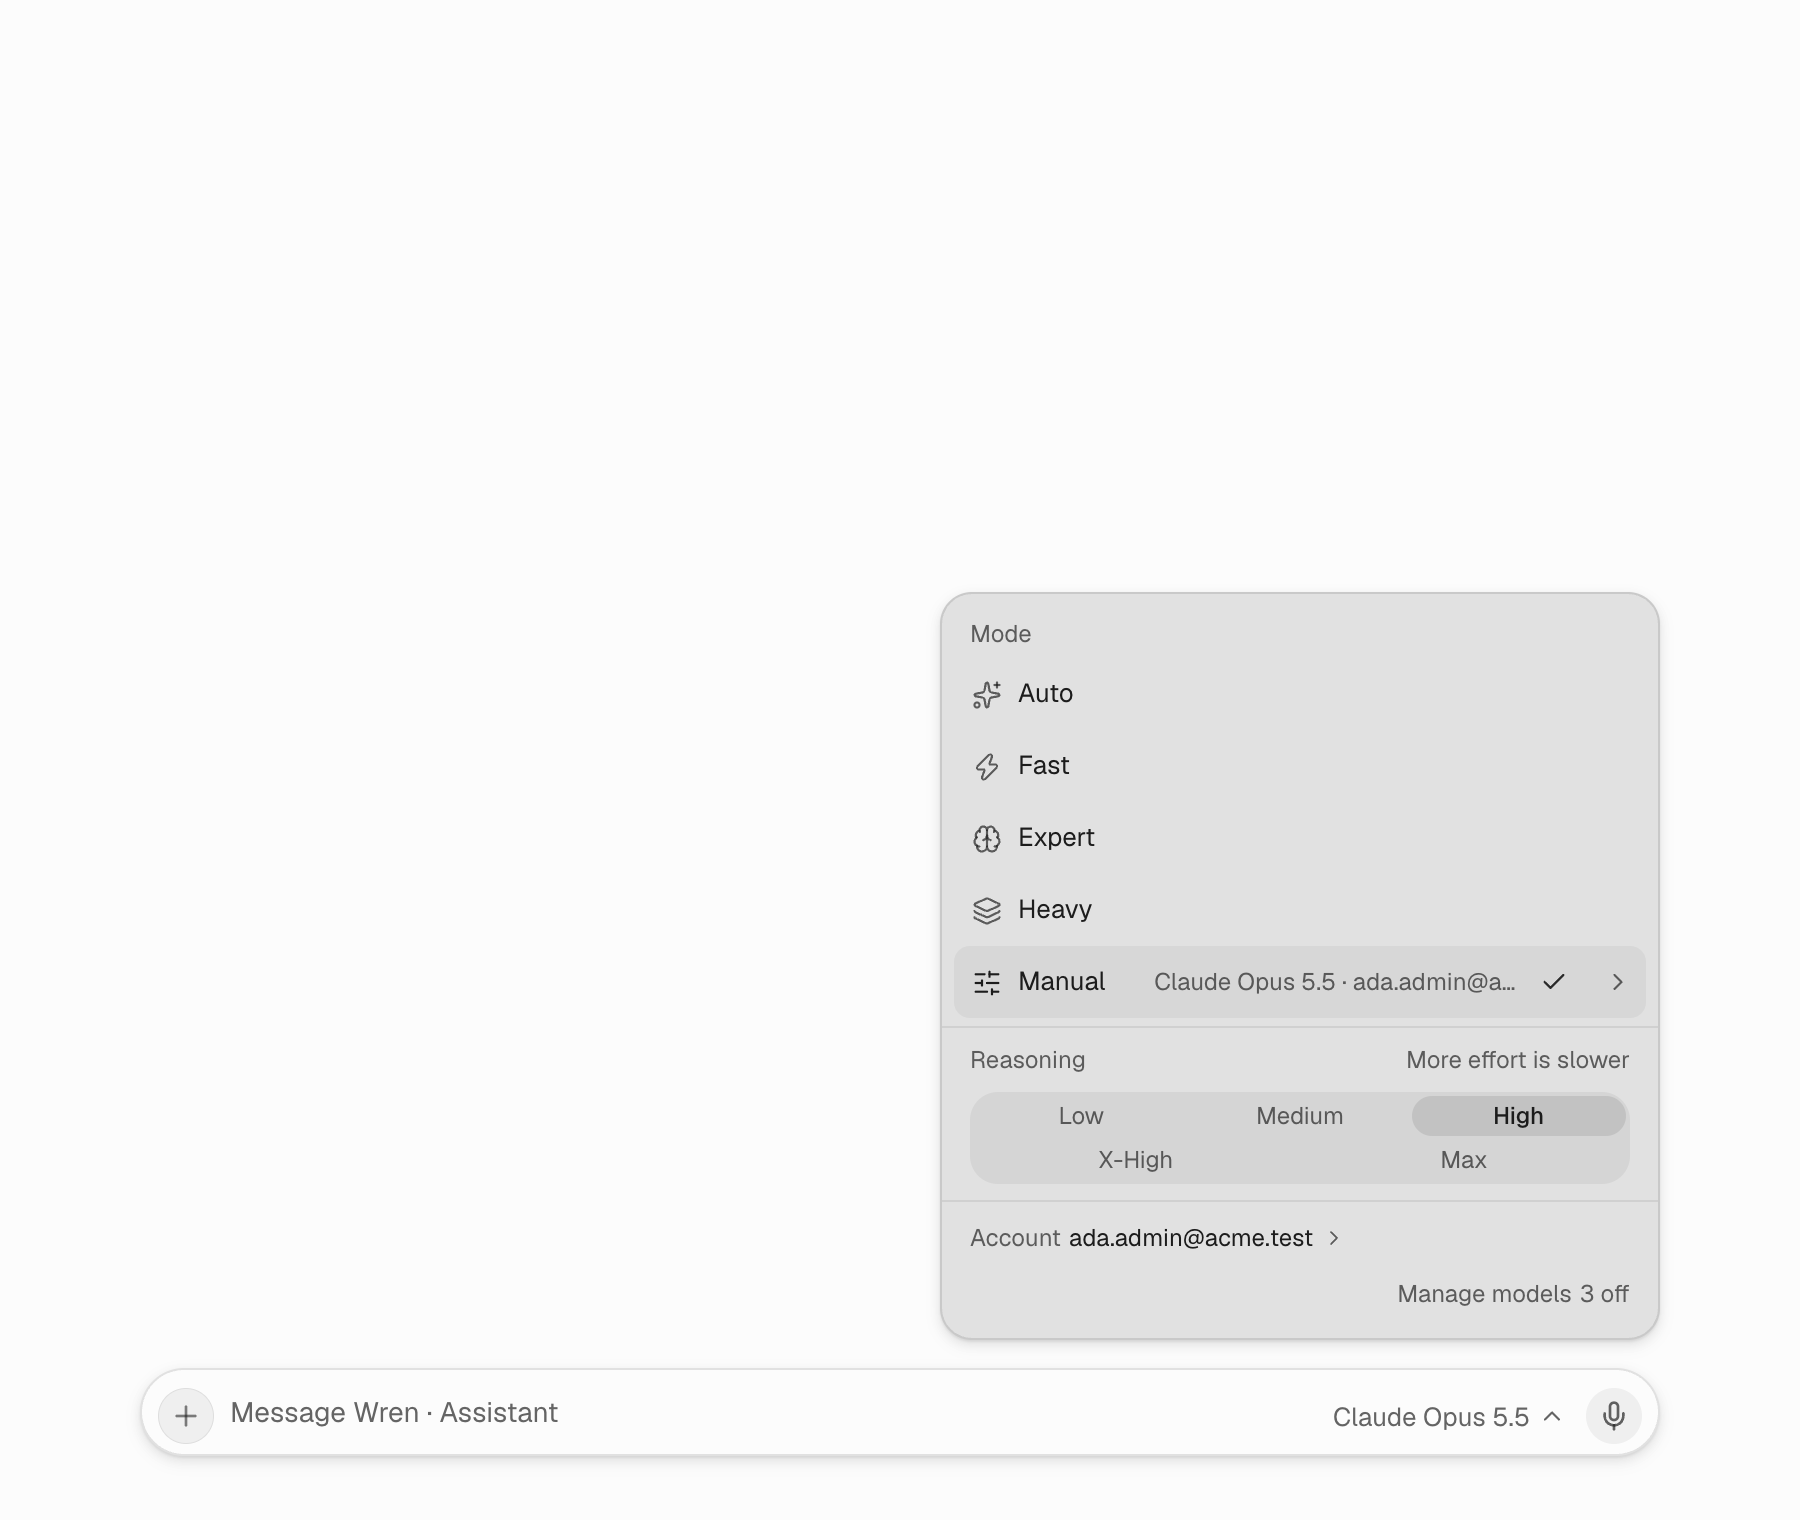 Mode
Auto
Fast
Expert
Heavy
Manual Claude Opus 5.5 · ada.admin@a...
Reasoning More effort is slower
Low Medium High
X-High Max
Account ada.admin@acme.test
Manage models 3 off
Message Wren · Assistant Claude Opus 5.5